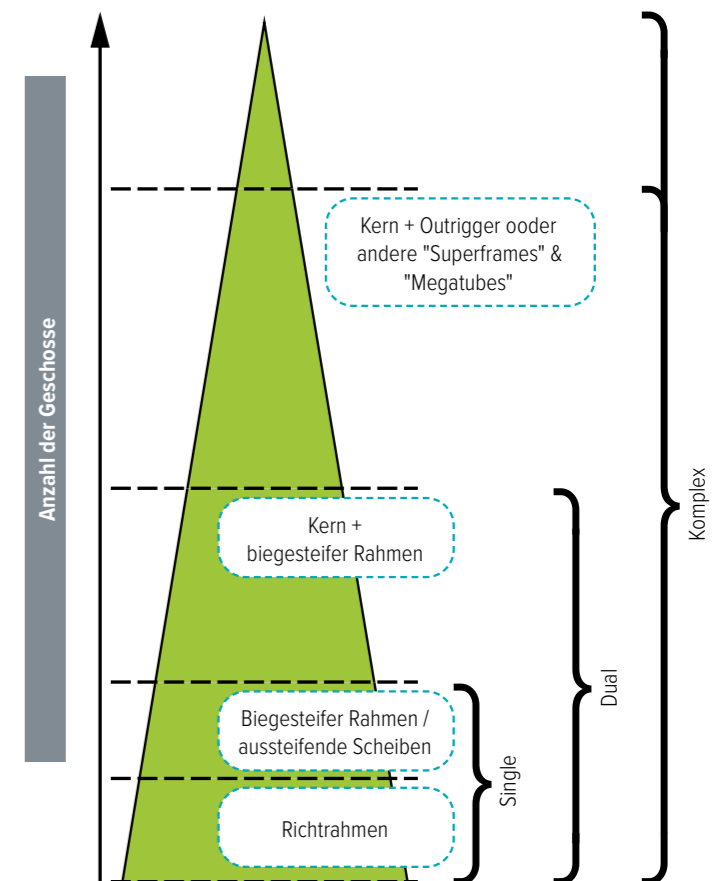 Anzahl der Geschosse
Kern + Outrigger ooder
andere "Superframes" &
"Megatubes"
Kern +
biegesteifer Rahmen
Biegesteifer Rahmen /
aussteifende Scheiben
Richtrahmen
Single
Dual
Komplex